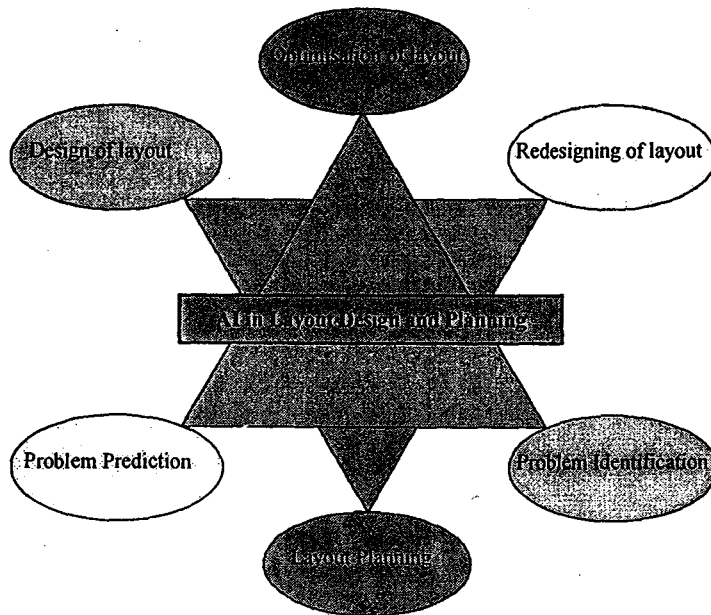 Optimisation of layout
Design of layout
Redesigning of layout
AI in Layout Design and Planning
Problem Prediction
Problem Identification
Layout Planning